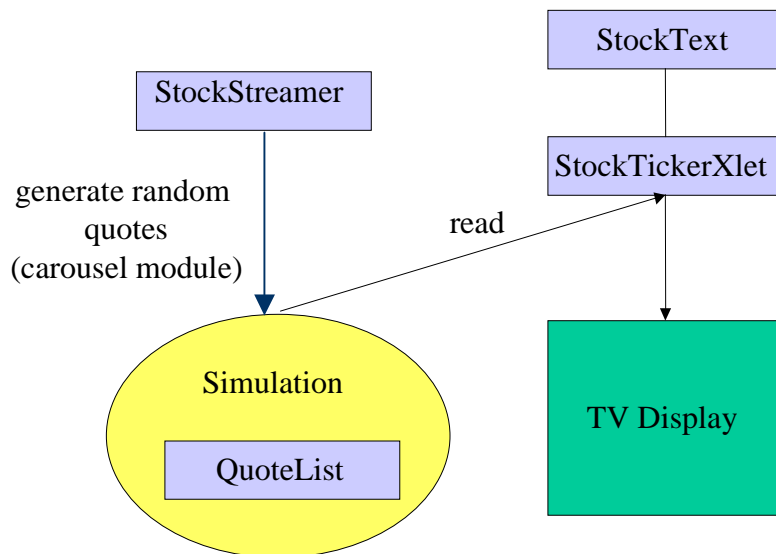 StockText
StockStreamer
StockTickerXlet
generate random
quotes
(carousel module)
read
Simulation
TV Display
QuoteList